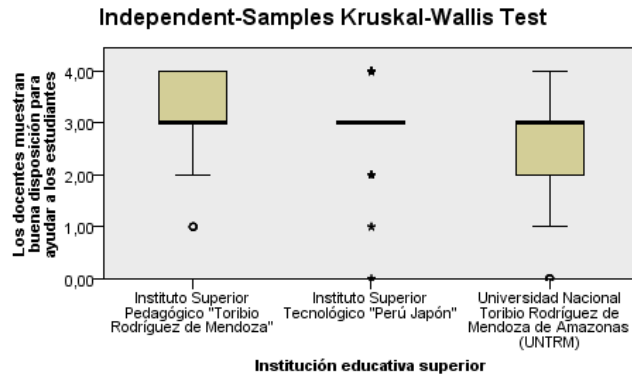 Independent-Samples Kruskal-Wallis Test
Los docentes muestran
buena disposición para
ayudar a los estudiantes
4,00
3,00
2,00
1,00
0,00
Instituto Superior
Pedagógico "Toribio
Rodríguez de Mendoza"
Instituto Superior
Tecnológico "Perú Japón"
Universidad Nacional
Toribio Rodríguez de
Mendoza de Amazonas
(UNTRM)
Institución educativa superior